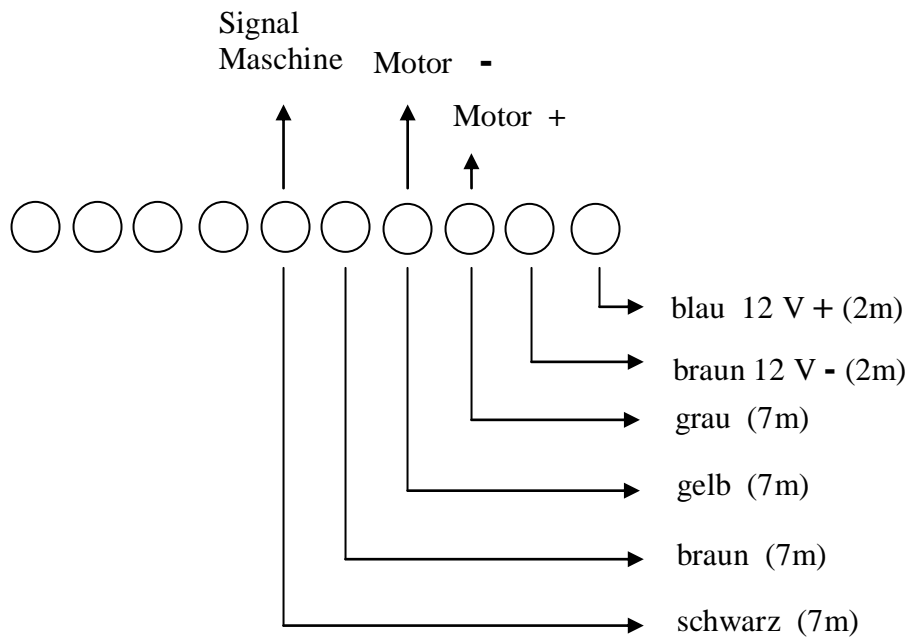 Signal
Maschine
Motor -
Motor +
blau 12 V + (2m)
braun 12 V - (2m)
grau (7m)
gelb (7m)
braun (7m)
schwarz (7m)